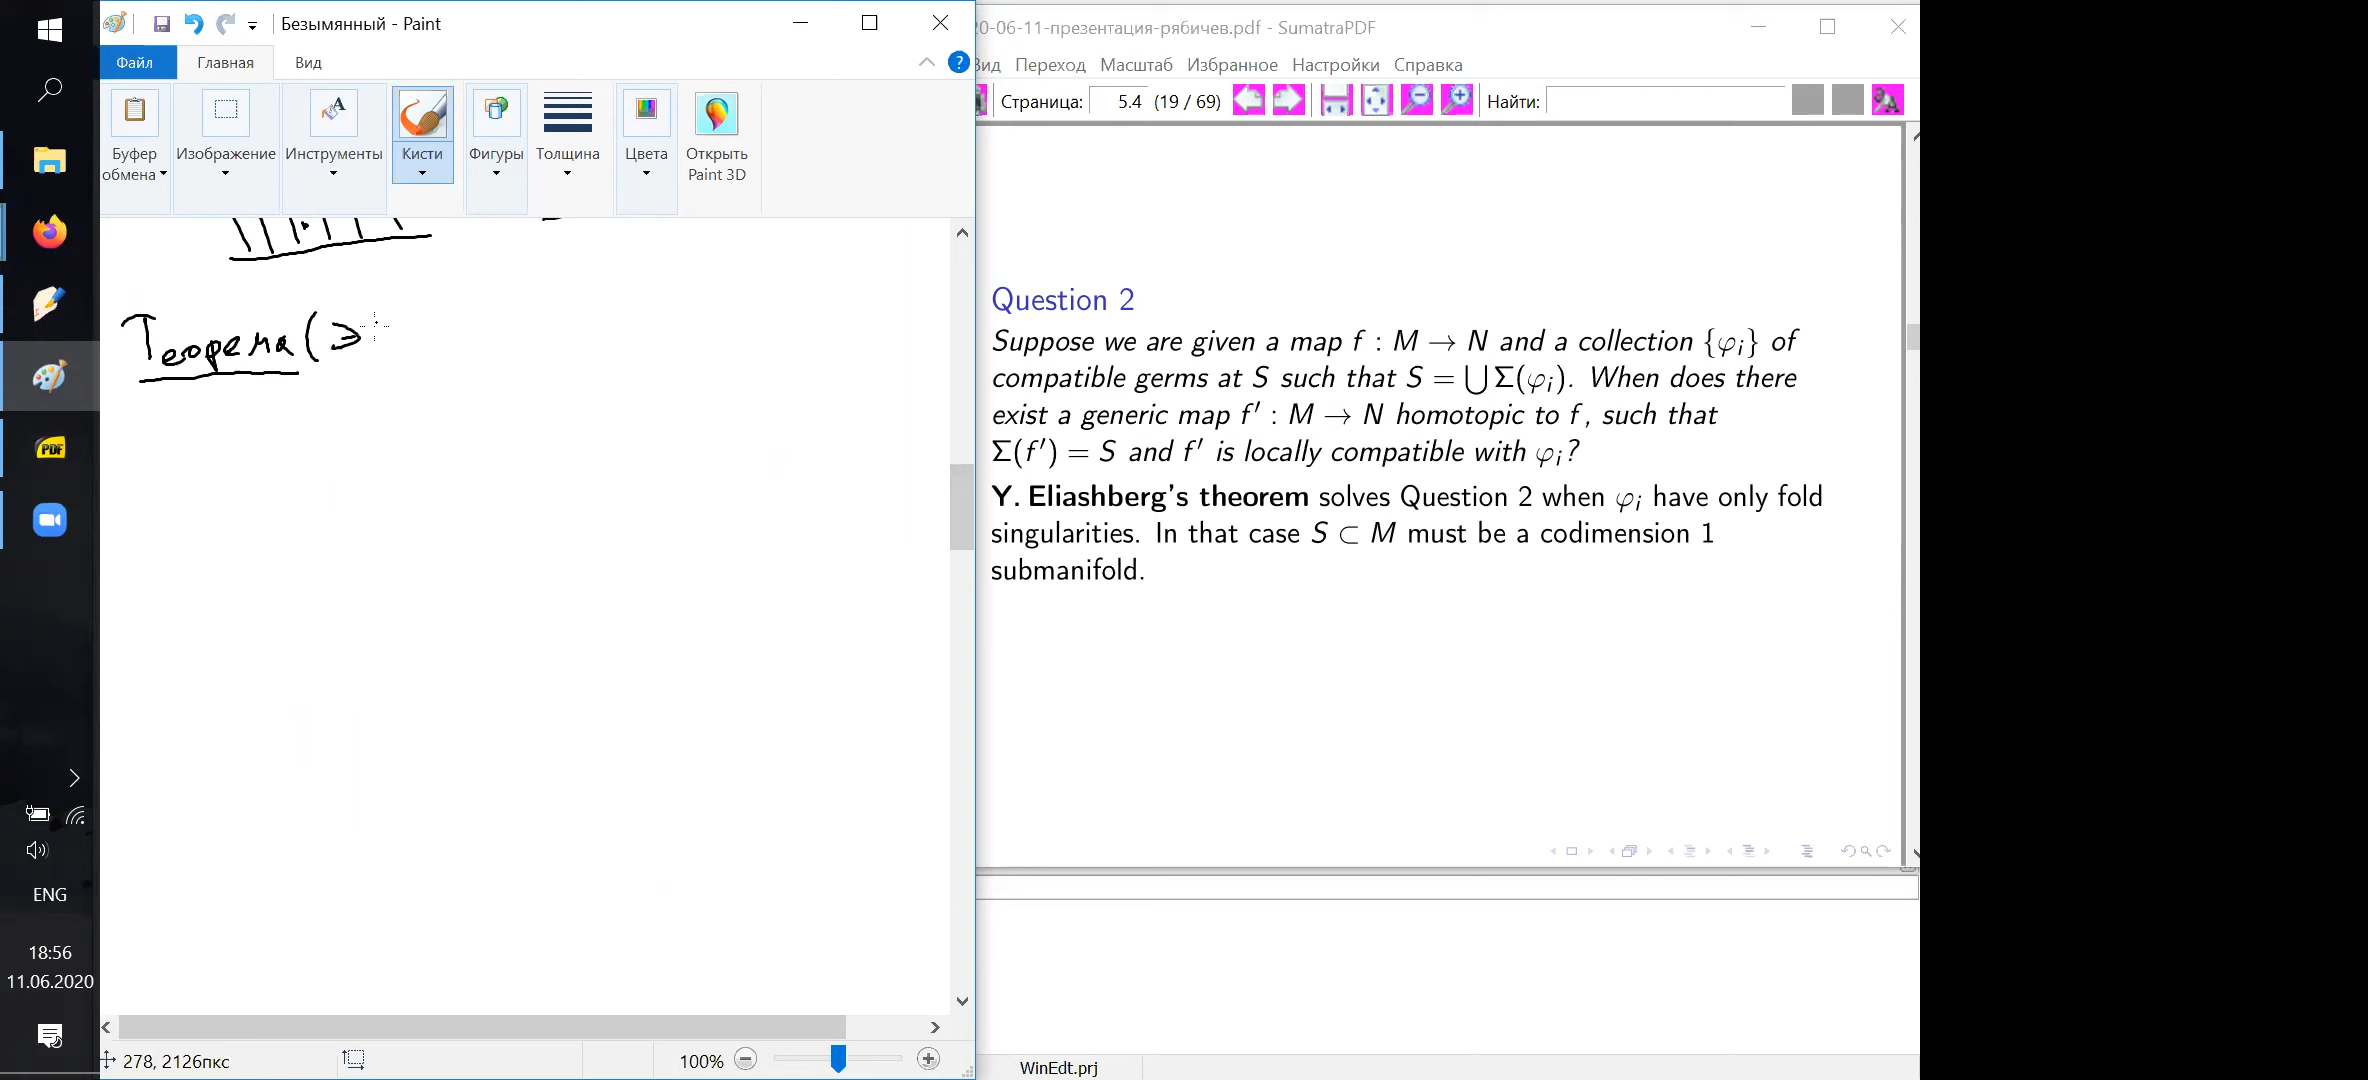 Безымянный - Paint
Файл
Главная
Вид
Буфер обмена
Изображение
Инструменты
Кисти
Фигуры
Толщина
Цвета
Открыть Paint 3D
Теорема (Э
100%
278, 2126пкс
ENG
18:56
11.06.2020
20-06-11-презентация-рябичев.pdf - SumatraPDF
Вид Переход Масштаб Избранное Настройки Справка
Страница: 5.4 (19 / 69) Найти:
Question 2
Suppose we are given a map f : M → N and a collection {φᵢ} of
compatible germs at S such that S = ⋃ Σ(φᵢ). When does there
exist a generic map f′ : M → N homotopic to f, such that
Σ(f′) = S and f′ is locally compatible with φᵢ?
Y. Eliashberg's theorem solves Question 2 when φᵢ have only fold
singularities. In that case S ⊂ M must be a codimension 1
submanifold.
WinEdt.prj
PDF